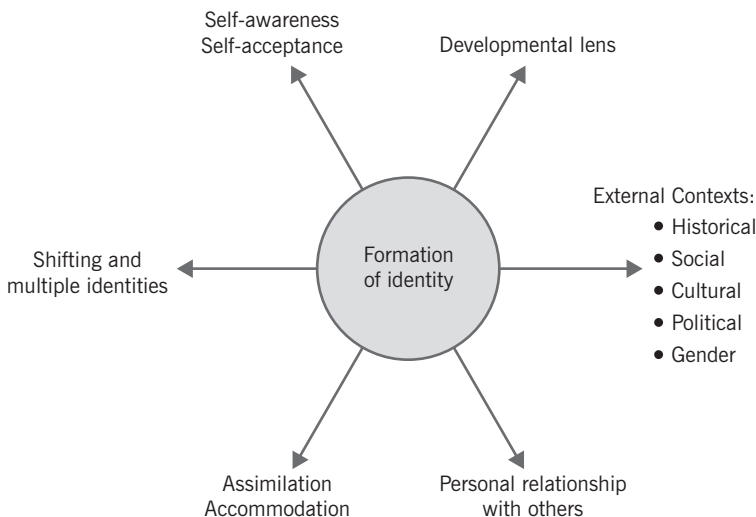 Self-awareness
Self-acceptance
Developmental lens
External Contexts:
• Historical
• Social
• Cultural
• Political
• Gender
Formation
of identity
Shifting and
multiple identities
Assimilation
Accommodation
Personal relationship
with others